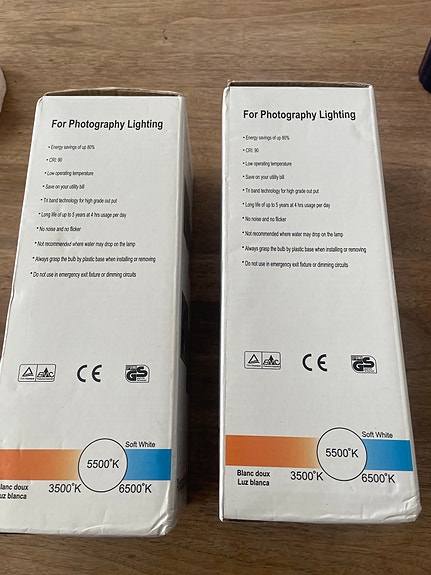 For Photography Lighting
• Energy savings of up 80%
• CRI: 90
• Low operating temperature
• Save on your utility bill
• Tri band technology for high grade out put
• Long life of up to 5 years at 4 hrs usage per day
• No noise and no flicker
• Not recommended where water may drop on the lamp
• Always grasp the bulb by plastic base when installing or removing
• Do not use in emergency exit fixture or dimming circuits
CE
GS
Soft White
5500°K
lanc doux
uz blanca
3500°K
6500°K
For Photography Lighting
• Energy savings of up 80%
• CRI: 90
• Low operating temperature
• Save on your utility bill
• Tri band technology for high grade out put
• Long life of up to 5 years at 4 hrs usage per day
• No noise and no flicker
• Not recommended where water may drop on the lamp
• Always grasp the bulb by plastic base when installing or removing
• Do not use in emergency exit fixture or dimming circuits
CE
GS
Soft White
5500°K
Blanc doux
Luz blanca
3500°K
6500°K